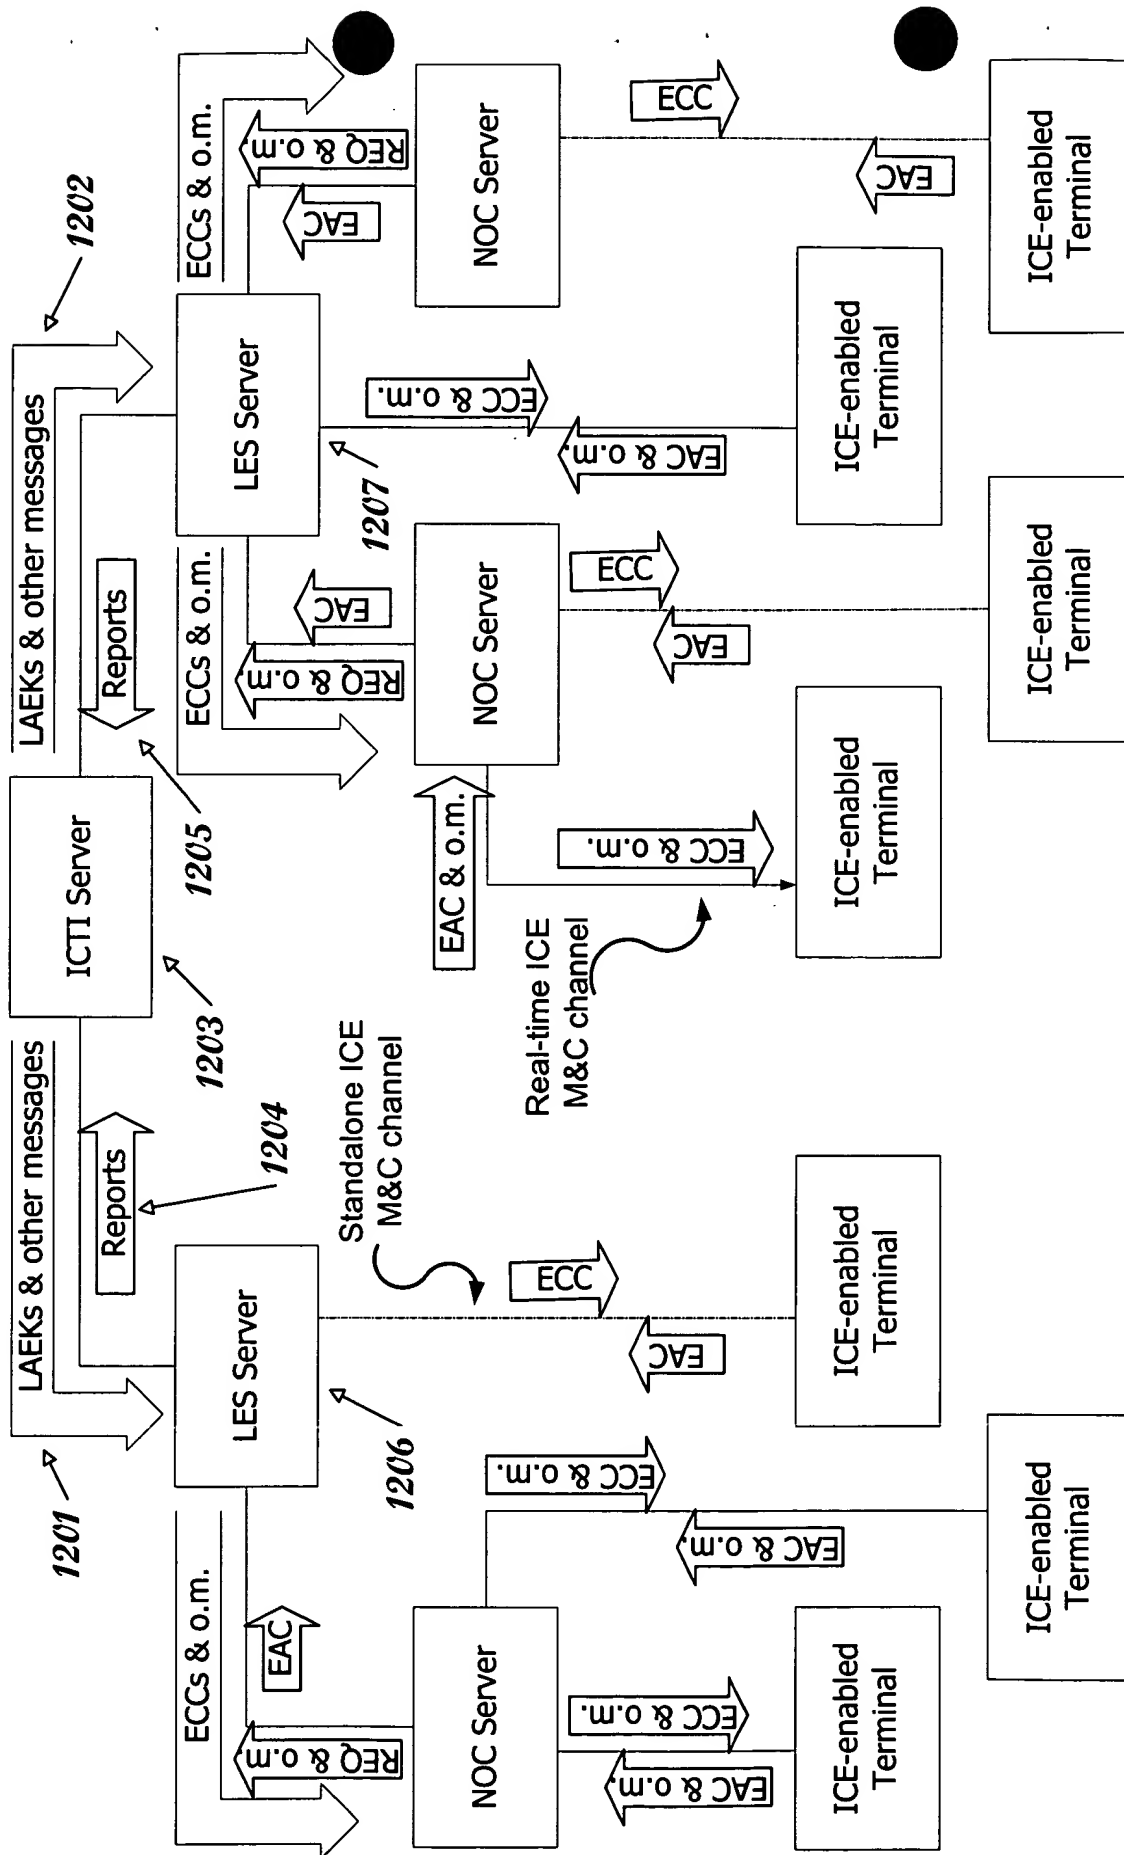 1201
LAEKs & other messages
ICTI Server
LAEKs & other messages
1202
Reports
1204
1203
1205
Reports
ECCs & o.m.
LES Server
ECCs & o.m.
LES Server
ECCs & o.m.
REQ & o.m.
EAC
1206
REQ & o.m.
EAC
1207
EAC
REQ & o.m.
Standalone ICE
M&C channel
NOC Server
EAC & o.m.
NOC Server
ECC & o.m.
NOC Server
Real-time ICE
M&C channel
EAC & o.m.
ECC & o.m.
EAC & o.m.
ECC & o.m.
EAC
ECC
ECC & o.m.
EAC
ECC
EAC & o.m.
EAC
ECC
ICE-enabled
Terminal
ICE-enabled
Terminal
ICE-enabled
Terminal
ICE-enabled
Terminal
ICE-enabled
Terminal
ICE-enabled
Terminal
ICE-enabled
Terminal